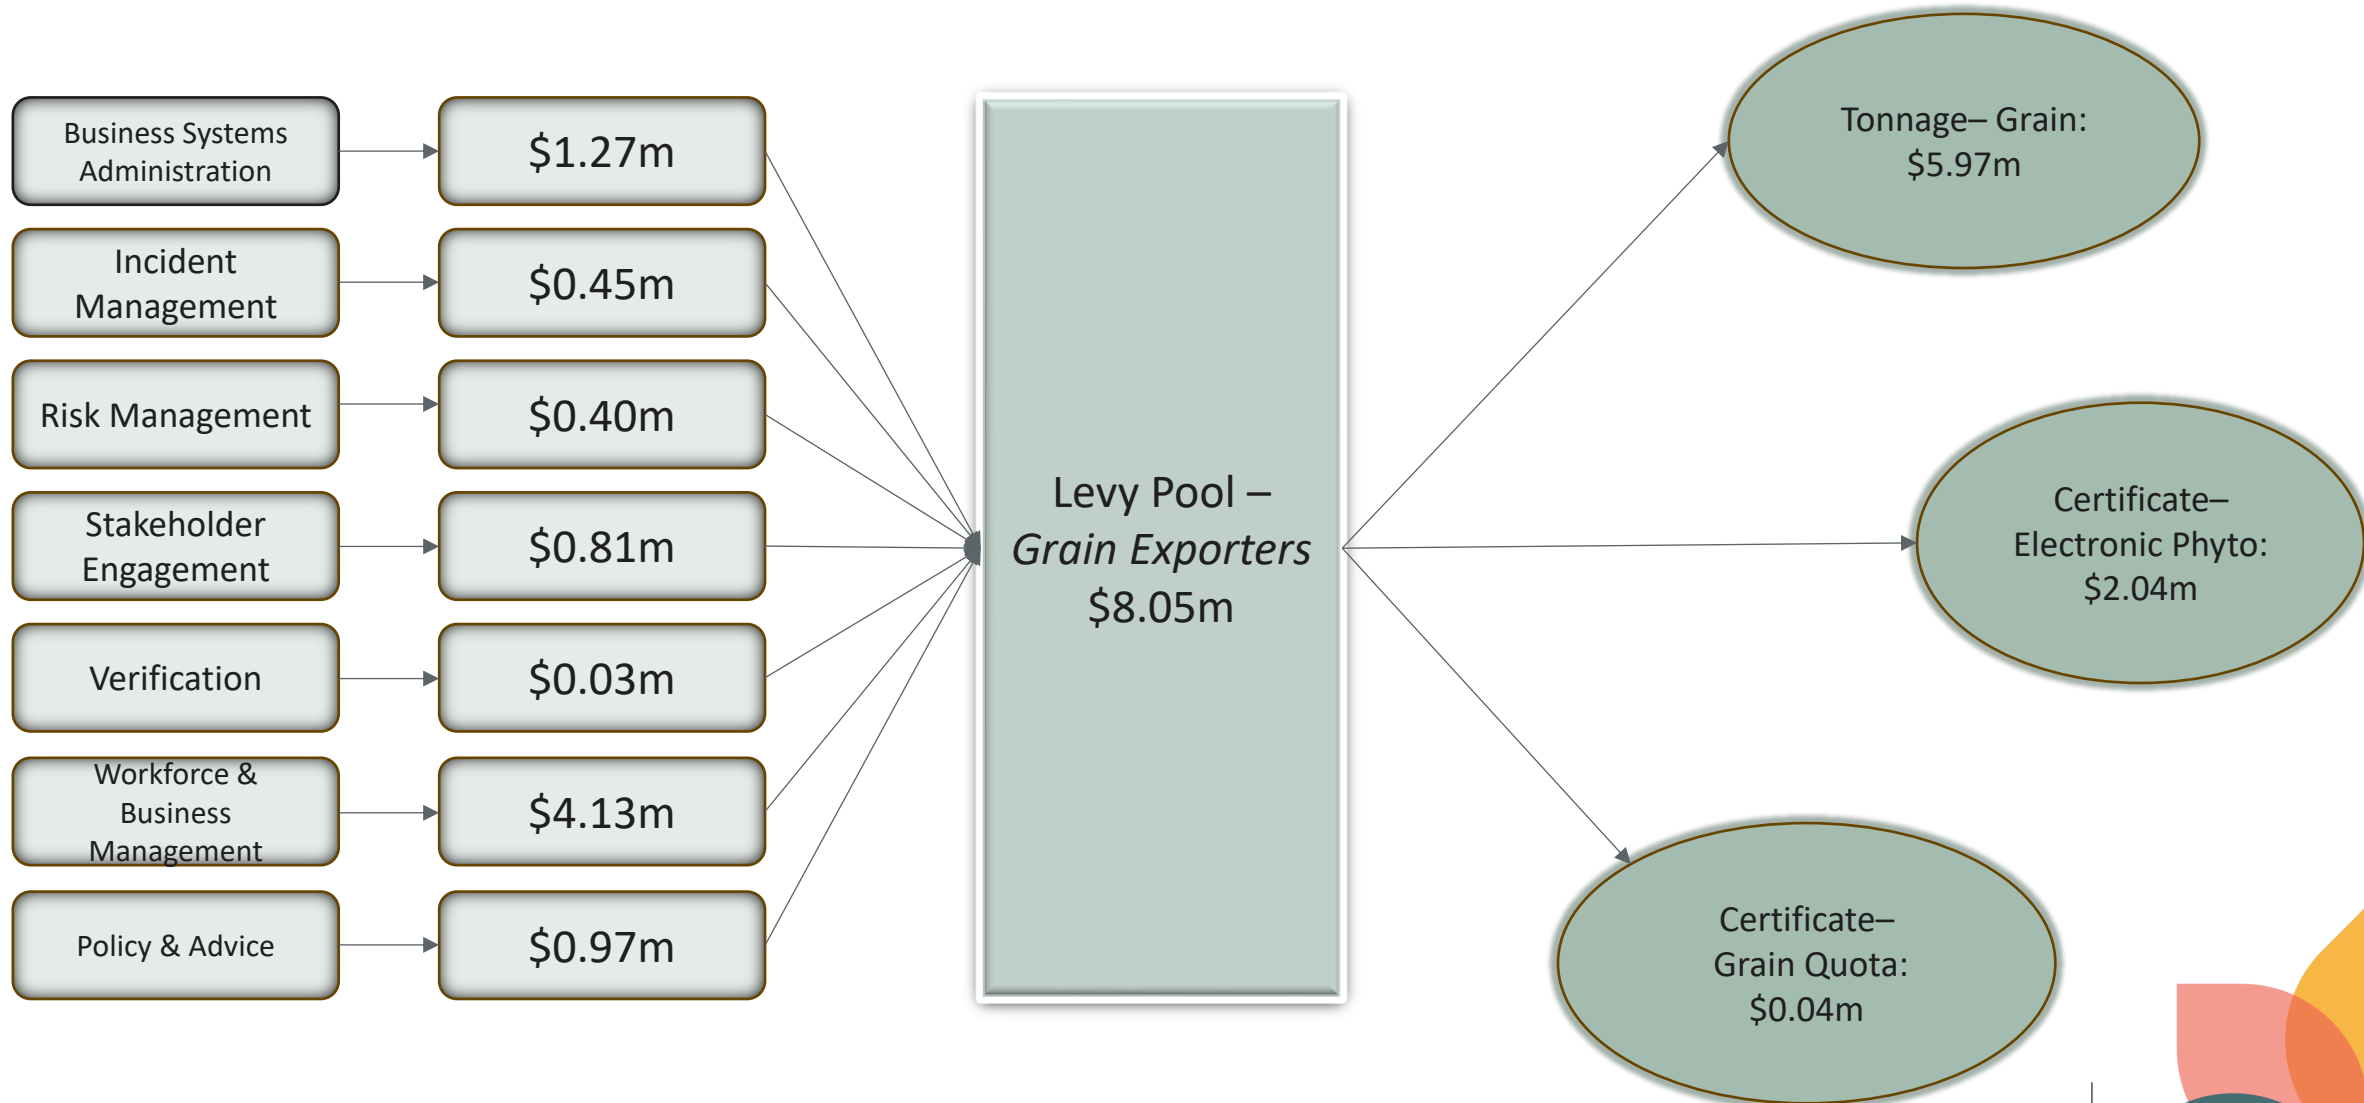 Business Systems
Administration
$1.27m
Incident
Management
$0.45m
Risk Management
$0.40m
Stakeholder
Engagement
$0.81m
Verification
$0.03m
Workforce &
Business
Management
$4.13m
Policy & Advice
$0.97m
Levy Pool –
Grain Exporters
$8.05m
Tonnage– Grain:
$5.97m
Certificate–
Electronic Phyto:
$2.04m
Certificate–
Grain Quota:
$0.04m